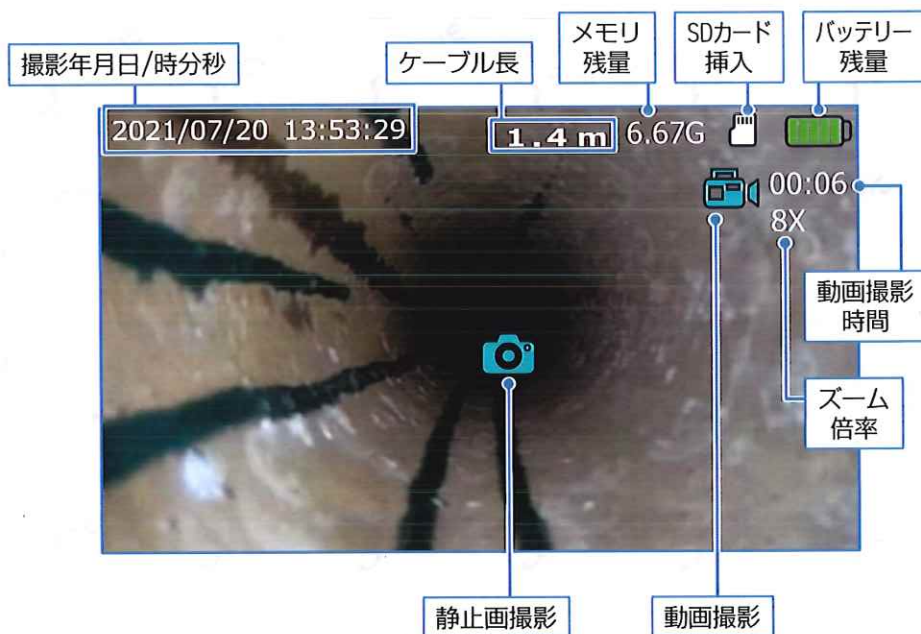 撮影年月日/時分秒
ケーブル長
メモリ
残量
SDカード
挿入
バッテリー
残量
2021/07/20 13:53:29
1.4 m
6.67G
00:06
8X
動画撮影
時間
ズーム
倍率
静止画撮影
動画撮影